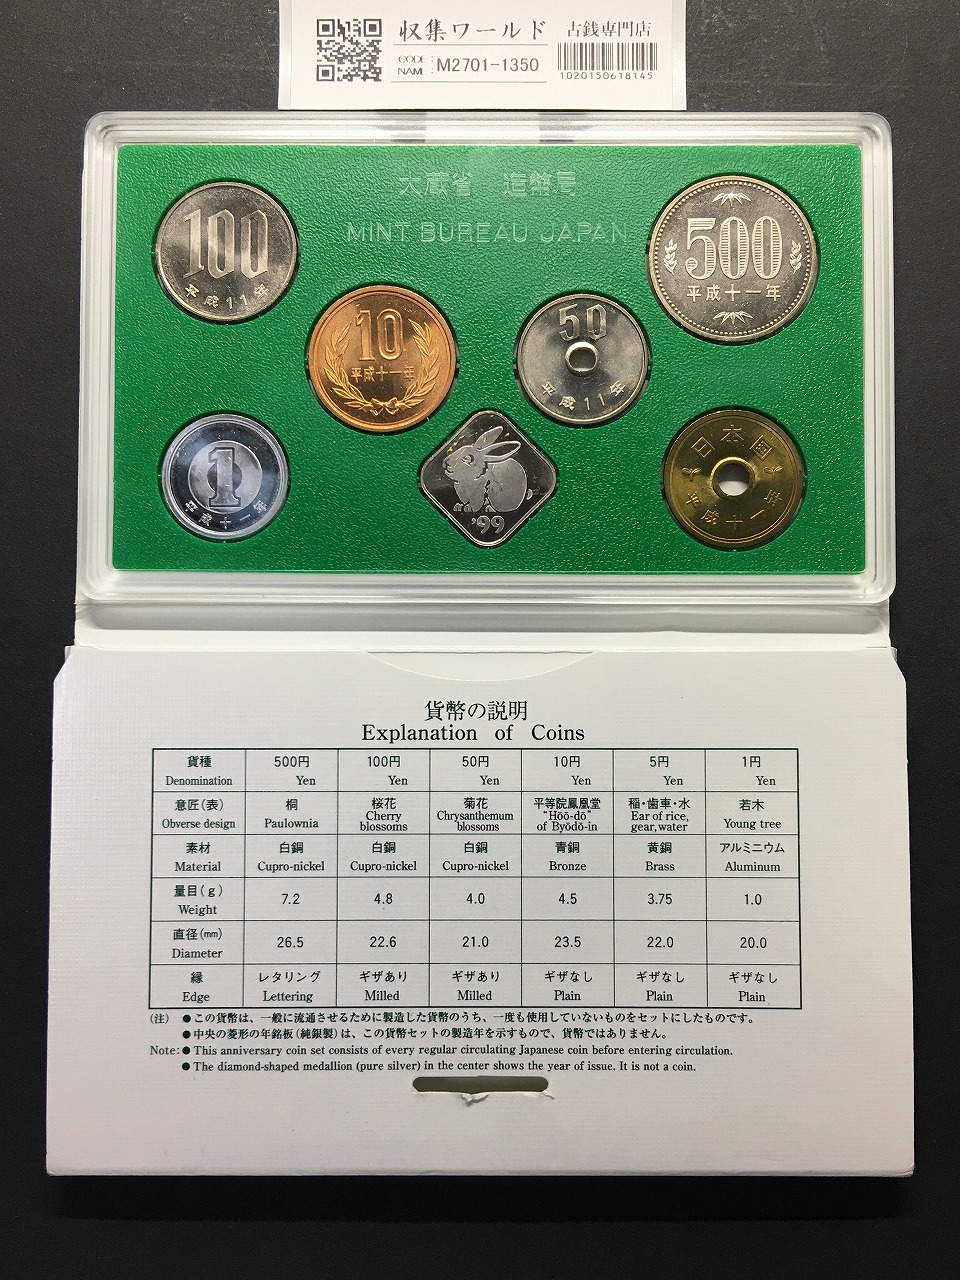 収集ワールド 古銭専門店
CODE:
NAME: M2701-1350
1020150618145
大蔵省 造幣局
MINT BUREAU JAPAN
100
平成11年
500
平成十一年
10
平成十一年
50
平成11年
1
平成十一年
'99
日本国
平成十一年
貨幣の説明
Explanation of Coins
貨種 500円 100円 50円 10円 5円 1円
Denomination Yen Yen Yen Yen Yen Yen
意匠(表) 桐 桜花 菊花 平等院鳳凰堂 稲・歯車・水 若木
Obverse design Paulownia Cherry blossoms Chrysanthemum blossoms "Hōō-dō" of Byōdō-in Ear of rice, gear, water Young tree
素材 白銅 白銅 白銅 青銅 黄銅 アルミニウム
Material Cupro-nickel Cupro-nickel Cupro-nickel Bronze Brass Aluminum
量目(g) 7.2 4.8 4.0 4.5 3.75 1.0
Weight
直径(mm) 26.5 22.6 21.0 23.5 22.0 20.0
Diameter
縁 レタリング ギザあり ギザあり ギザなし ギザなし ギザなし
Edge Lettering Milled Milled Plain Plain Plain
(注) ●この貨幣は、一般に流通させるために製造した貨幣のうち、一度も使用していないものをセットにしたものです。
●中央の菱形の年銘板(純銀製)は、この貨幣セットの製造年を示すもので、貨幣ではありません。
Note:● This anniversary coin set consists of every regular circulating Japanese coin before entering circulation.
● The diamond-shaped medallion (pure silver) in the center shows the year of issue. It is not a coin.